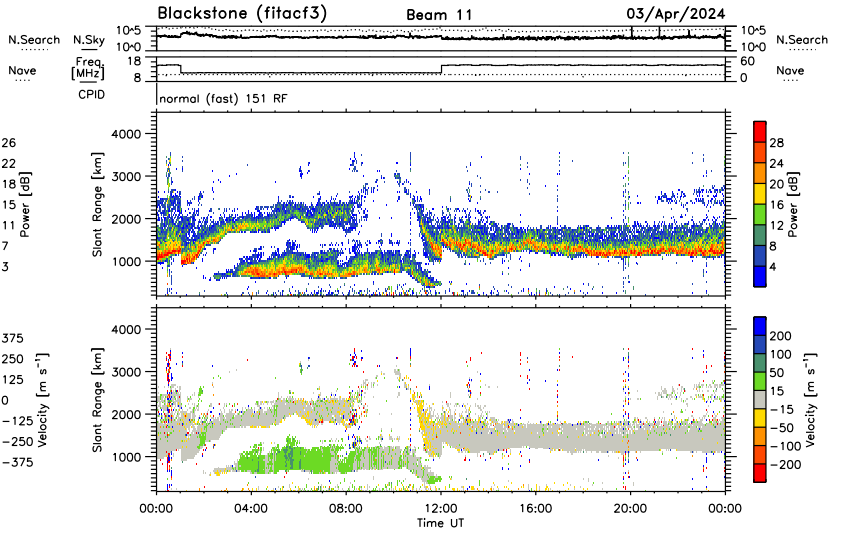 Blackstone (fitacf3) Beam 11 03/Apr/2024
N.Search N.Sky 10^5 10^0 10^5 10^0 N.Search
Nave Freq. [MHz] 18 8 60 0 Nave
CPID normal (fast) 151 RF
Power [dB] 26 22 18 15 11 7 3
Slant Range [km] 4000 3000 2000 1000
28 24 20 16 12 8 4 Power [dB]
Velocity [m s⁻¹] 375 250 125 0 −125 −250 −375
Slant Range [km] 4000 3000 2000 1000
200 100 50 15 −15 −50 −100 −200 Velocity [m s⁻¹]
00:00 04:00 08:00 12:00 16:00 20:00 00:00
Time UT